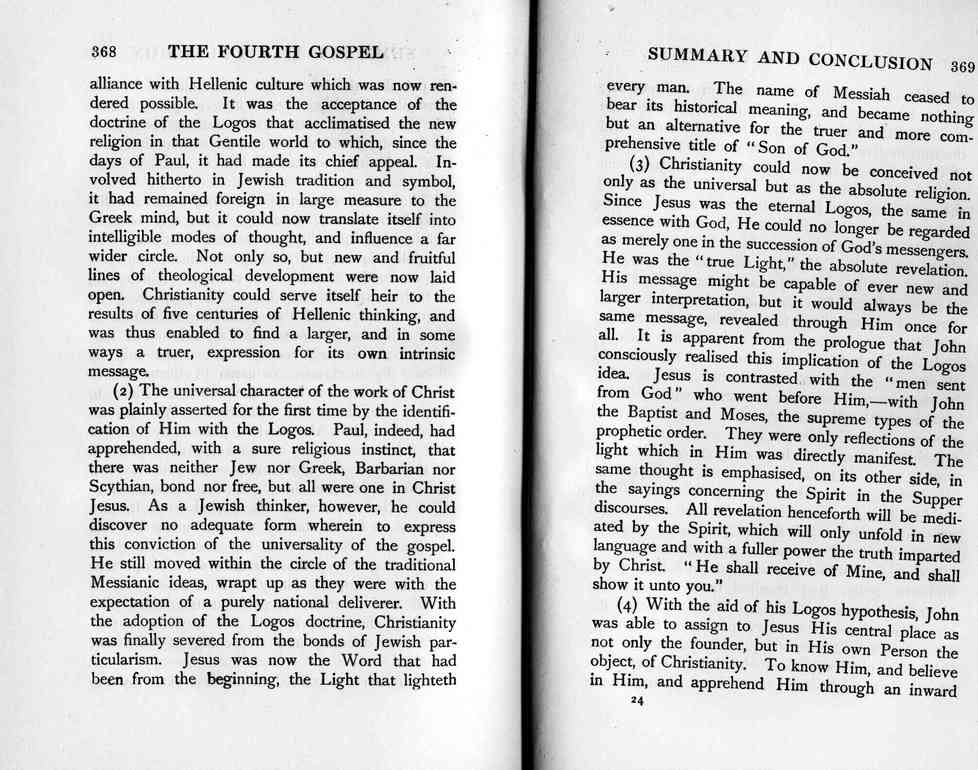 368 THE FOURTH GOSPEL
alliance with Hellenic culture which was now ren-
dered possible. It was the acceptance of the
doctrine of the Logos that acclimatised the new
religion in that Gentile world to which, since the
days of Paul, it had made its chief appeal. In-
volved hitherto in Jewish tradition and symbol,
it had remained foreign in large measure to the
Greek mind, but it could now translate itself into
intelligible modes of thought, and influence a far
wider circle. Not only so, but new and fruitful
lines of theological development were now laid
open. Christianity could serve itself heir to the
results of five centuries of Hellenic thinking, and
was thus enabled to find a larger, and in some
ways a truer, expression for its own intrinsic
message.
(2) The universal character of the work of Christ
was plainly asserted for the first time by the identifi-
cation of Him with the Logos. Paul, indeed, had
apprehended, with a sure religious instinct, that
there was neither Jew nor Greek, Barbarian nor
Scythian, bond nor free, but all were one in Christ
Jesus. As a Jewish thinker, however, he could
discover no adequate form wherein to express
this conviction of the universality of the gospel.
He still moved within the circle of the traditional
Messianic ideas, wrapt up as they were with the
expectation of a purely national deliverer. With
the adoption of the Logos doctrine, Christianity
was finally severed from the bonds of Jewish par-
ticularism. Jesus was now the Word that had
been from the beginning, the Light that lighteth
SUMMARY AND CONCLUSION 369
every man. The name of Messiah ceased to
bear its historical meaning, and became nothing
but an alternative for the truer and more com-
prehensive title of "Son of God."
(3) Christianity could now be conceived not
only as the universal but as the absolute religion.
Since Jesus was the eternal Logos, the same in
essence with God, He could no longer be regarded
as merely one in the succession of God's messengers.
He was the "true Light," the absolute revelation.
His message might be capable of ever new and
larger interpretation, but it would always be the
same message, revealed through Him once for
all. It is apparent from the prologue that John
consciously realised this implication of the Logos
idea. Jesus is contrasted with the "men sent
from God" who went before Him,—with John
the Baptist and Moses, the supreme types of the
prophetic order. They were only reflections of the
light which in Him was directly manifest. The
same thought is emphasised, on its other side, in
the sayings concerning the Spirit in the Supper
discourses. All revelation henceforth will be medi-
ated by the Spirit, which will only unfold in new
language and with a fuller power the truth imparted
by Christ. "He shall receive of Mine, and shall
show it unto you."
(4) With the aid of his Logos hypothesis, John
was able to assign to Jesus His central place as
not only the founder, but in His own Person the
object, of Christianity. To know Him, and believe
in Him, and apprehend Him through an inward
24